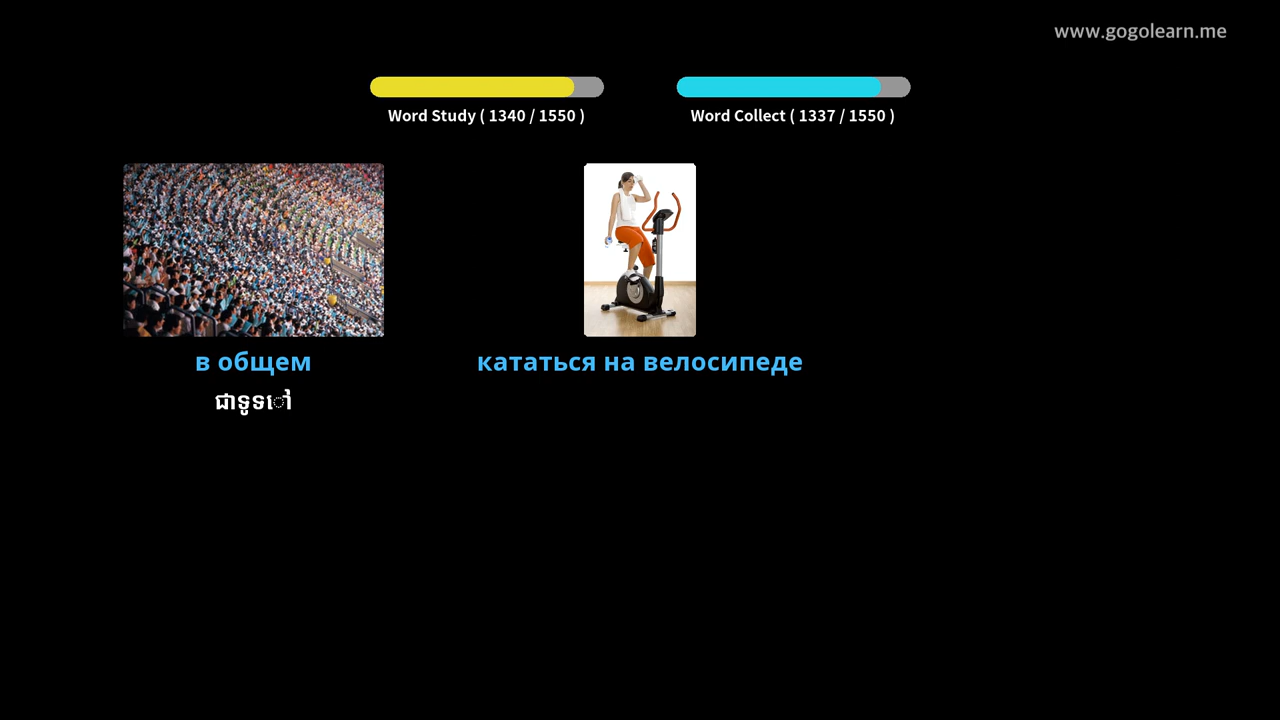 www.gogolearn.me
Word Study ( 1340 / 1550 )
Word Collect ( 1337 / 1550 )
в общем
кататься на велосипеде
ជាទូទៅ